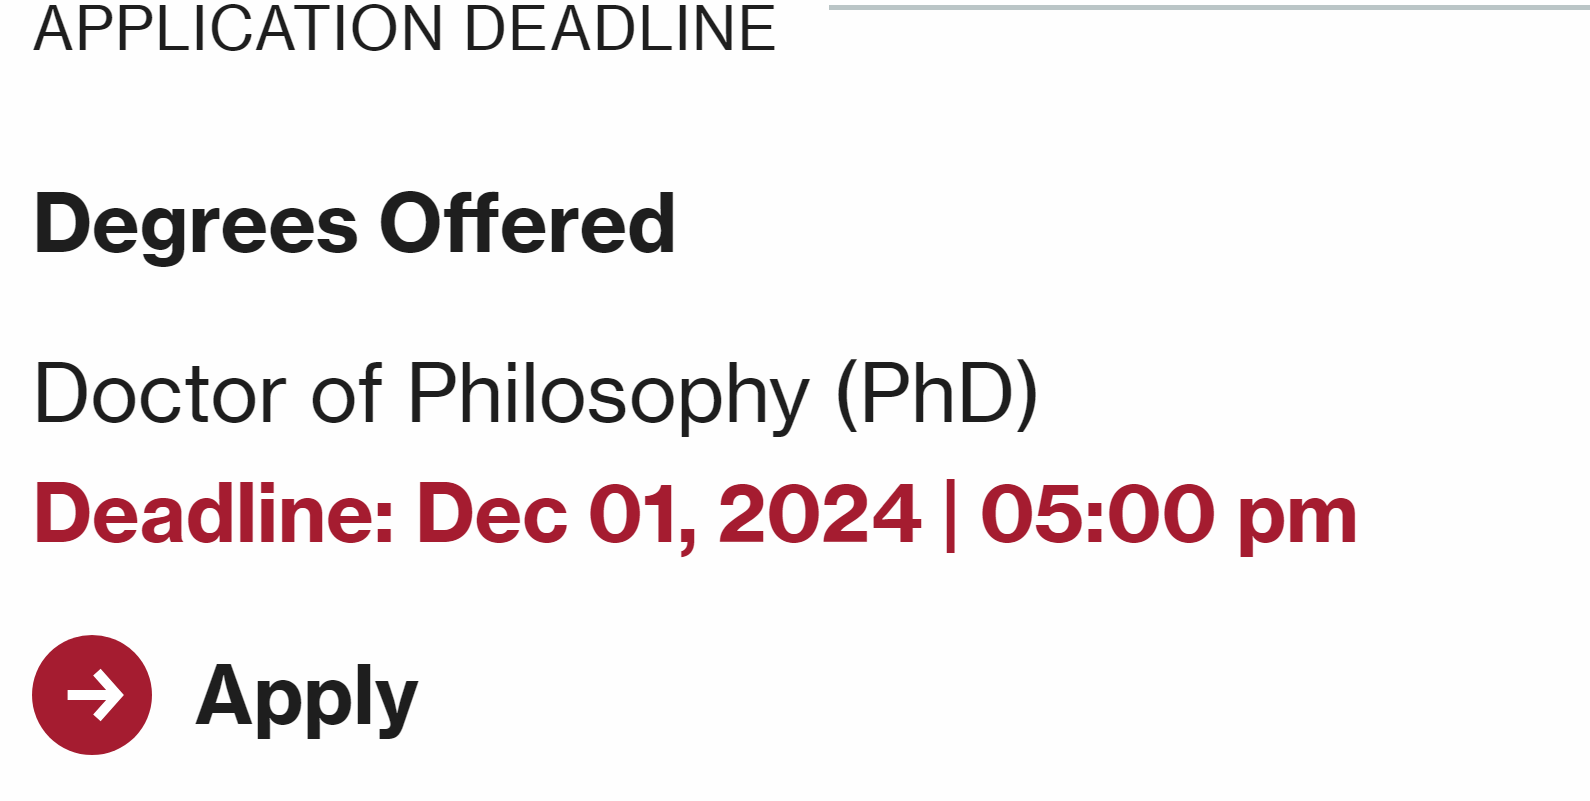 APPLICATION DEADLINE
Degrees Offered
Doctor of Philosophy (PhD)
Deadline: Dec 01, 2024 | 05:00 pm
Apply